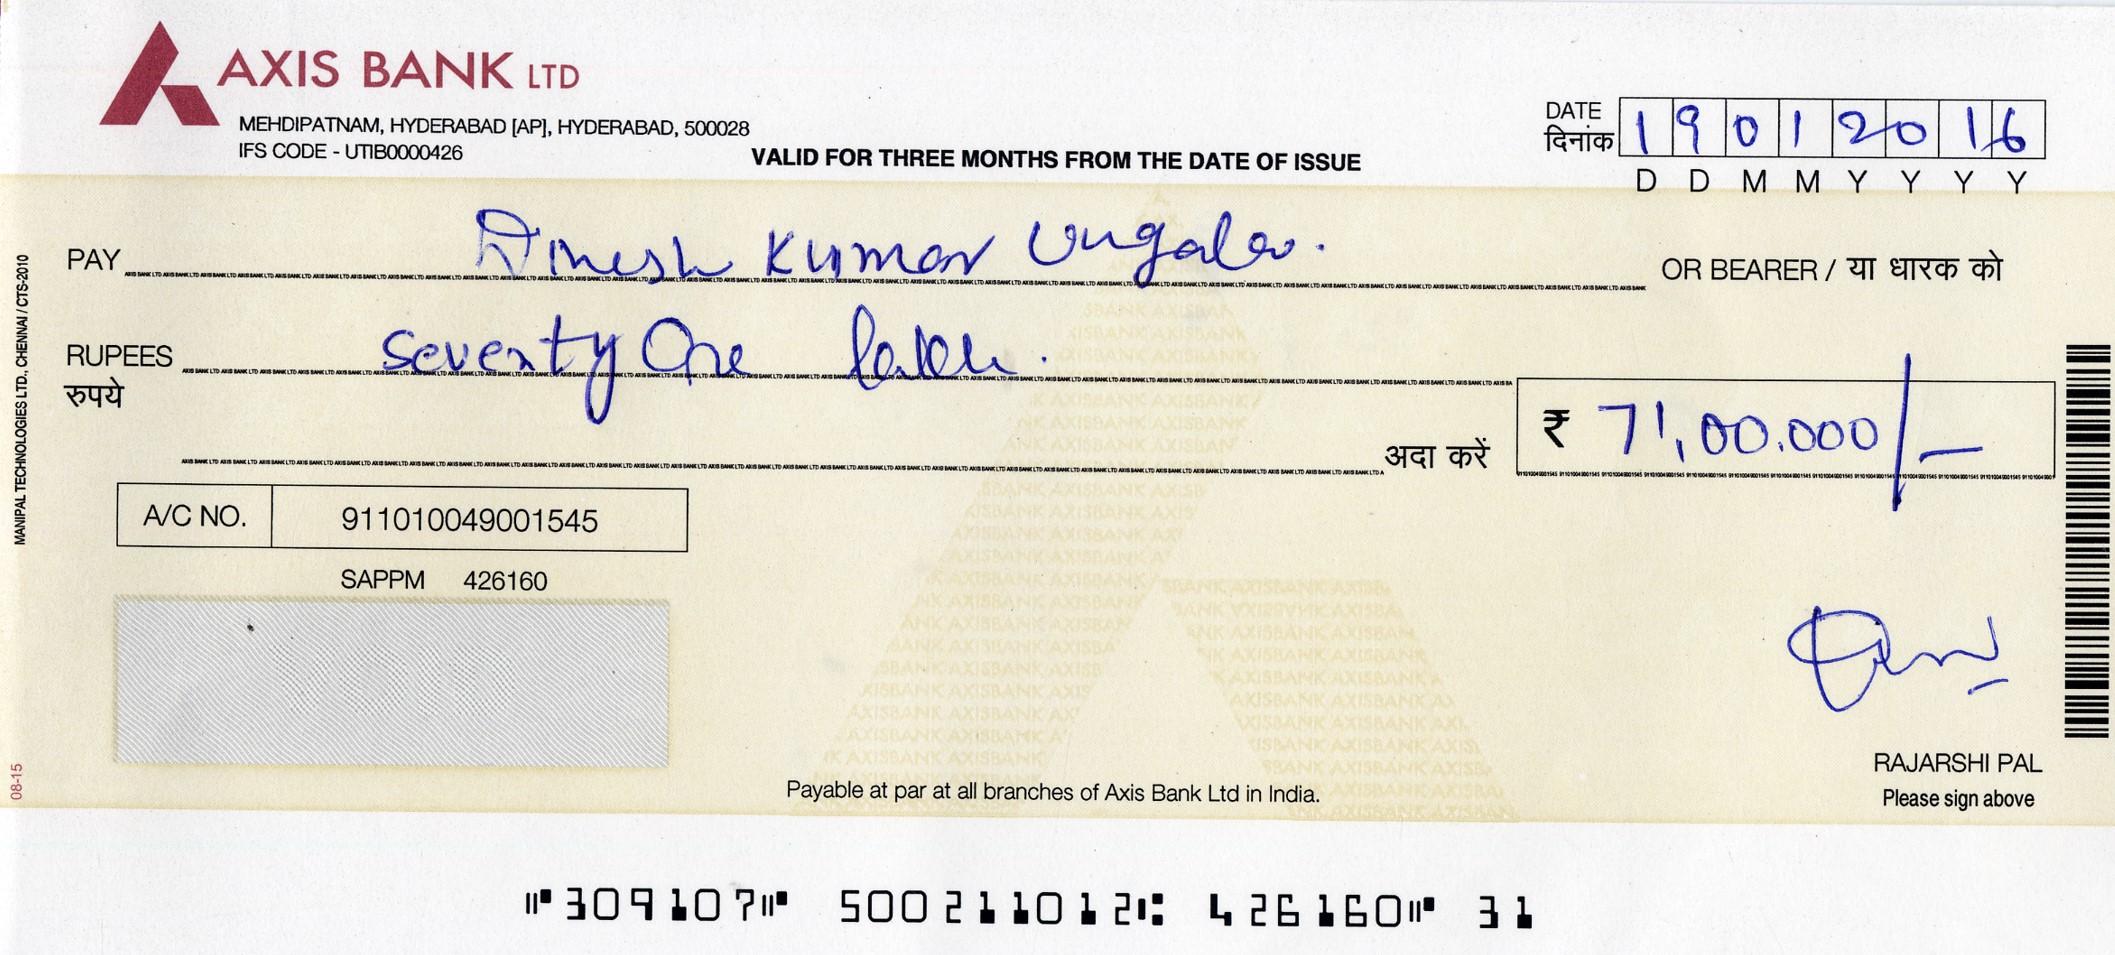 AXIS BANK LTD
MEHDIPATNAM, HYDERABAD [AP], HYDERABAD, 500028
IFS CODE - UTIB0000426
VALID FOR THREE MONTHS FROM THE DATE OF ISSUE
DATE
दिनांक
1 9 0 1 2 0 1 6
D D M M Y Y Y Y
PAY Dinesh Kumar Vugalar.
OR BEARER / या धारक को
RUPEES Seventy One lakh.
रुपये
अदा करें
₹ 71,00.000/-
A/C NO. 911010049001545
SAPPM 426160
RAJARSHI PAL
Please sign above
Payable at par at all branches of Axis Bank Ltd in India.
⑈309107⑈ 500211012⑆ 426160⑈ 31
MANIPAL TECHNOLOGIES LTD., CHENNAI / CTS-2010
08-15